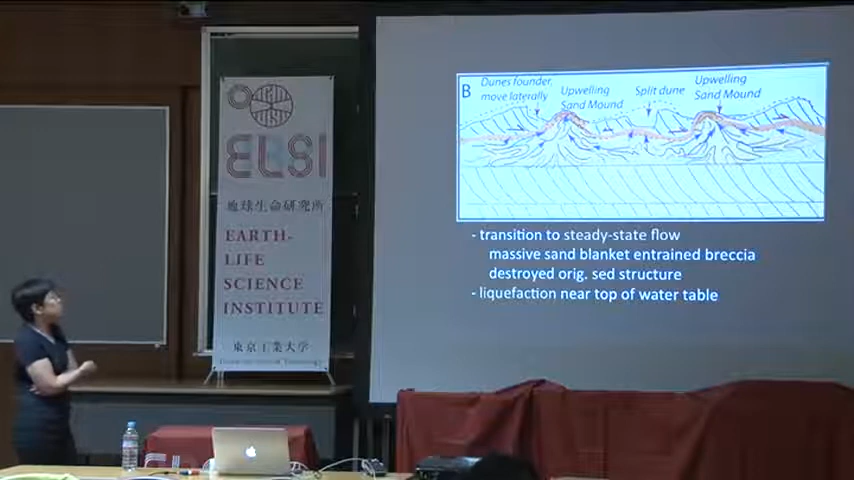 ELSI
地球生命研究所
EARTH-
LIFE
SCIENCE
INSTITUTE
東京工業大学
B
Dunes founder,
move laterally
Upwelling
Sand Mound
Split dune
Upwelling
Sand Mound
- transition to steady-state flow
massive sand blanket entrained breccia
destroyed orig. sed structure
- liquefaction near top of water table